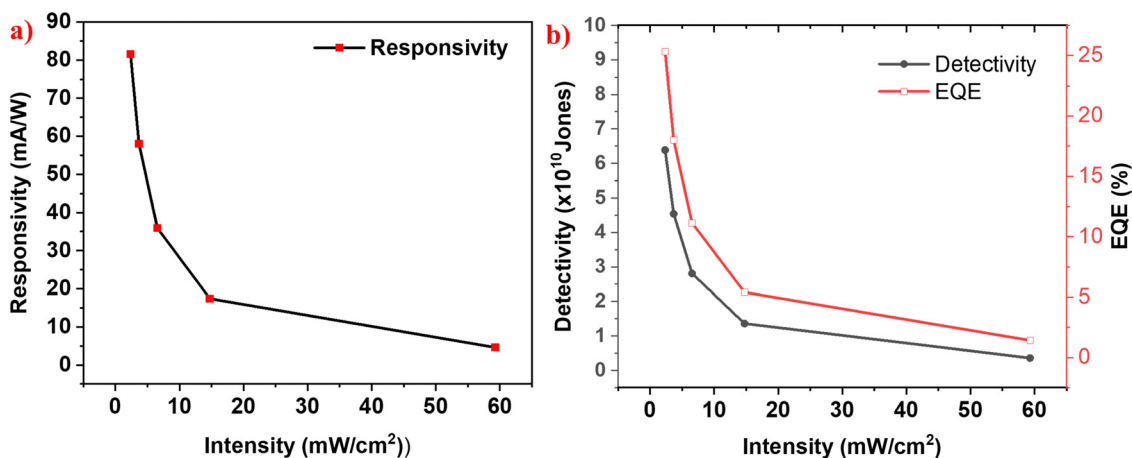 a)
Responsivity
Responsivity (mA/W)
90
80
70
60
50
40
30
20
10
0
0 10 20 30 40 50 60
Intensity (mW/cm²))
b)
Detectivity
EQE
Detectivity (x10¹⁰Jones)
10
9
8
7
6
5
4
3
2
1
0
0 10 20 30 40 50 60
Intensity (mW/cm²)
25
20
15
10
5
0
EQE (%)